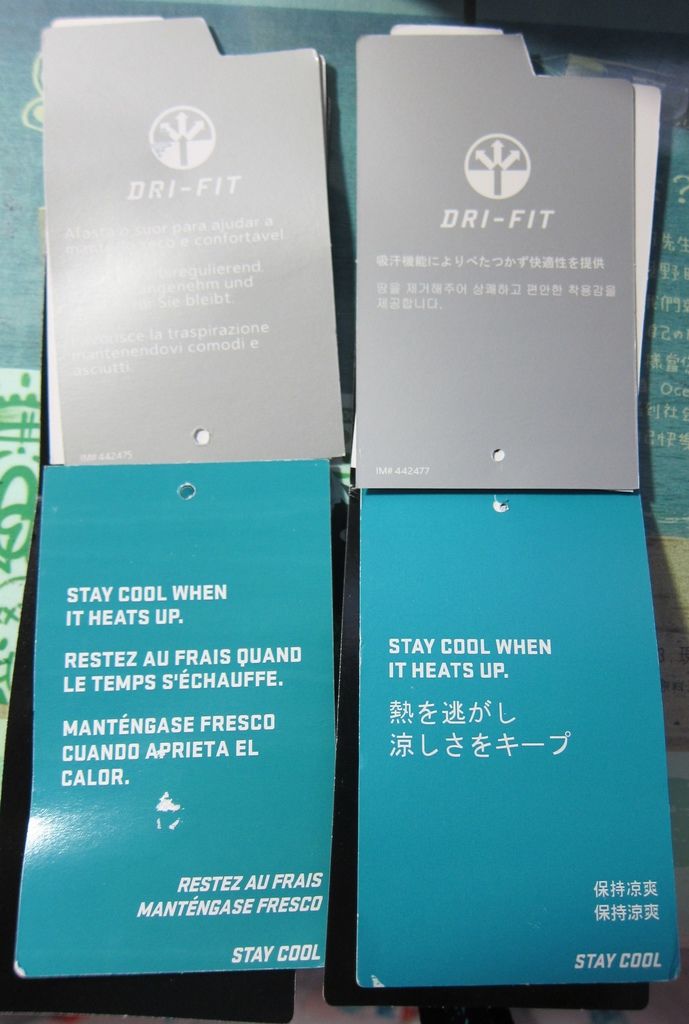 DRI-FIT
Afasta o suor para ajudar a
e confortável
regulierend.
ngenehm und
Sie bleibt.
la traspirazione
mantenendovi comodi e
asciutti.
IM# 442475
STAY COOL WHEN
IT HEATS UP.
RESTEZ AU FRAIS QUAND
LE TEMPS S'ÉCHAUFFE.
MANTÉNGASE FRESCO
CUANDO APRIETA EL
CALOR.
RESTEZ AU FRAIS
MANTÉNGASE FRESCO
STAY COOL
DRI-FIT
吸汗機能によりべたつかず快適性を提供
땀을 제거해주어 상쾌하고 편안한 착용감을
제공합니다.
IM# 442477
STAY COOL WHEN
IT HEATS UP.
熱を逃がし
涼しさをキープ
保持凉爽
保持涼爽
STAY COOL
?
先生